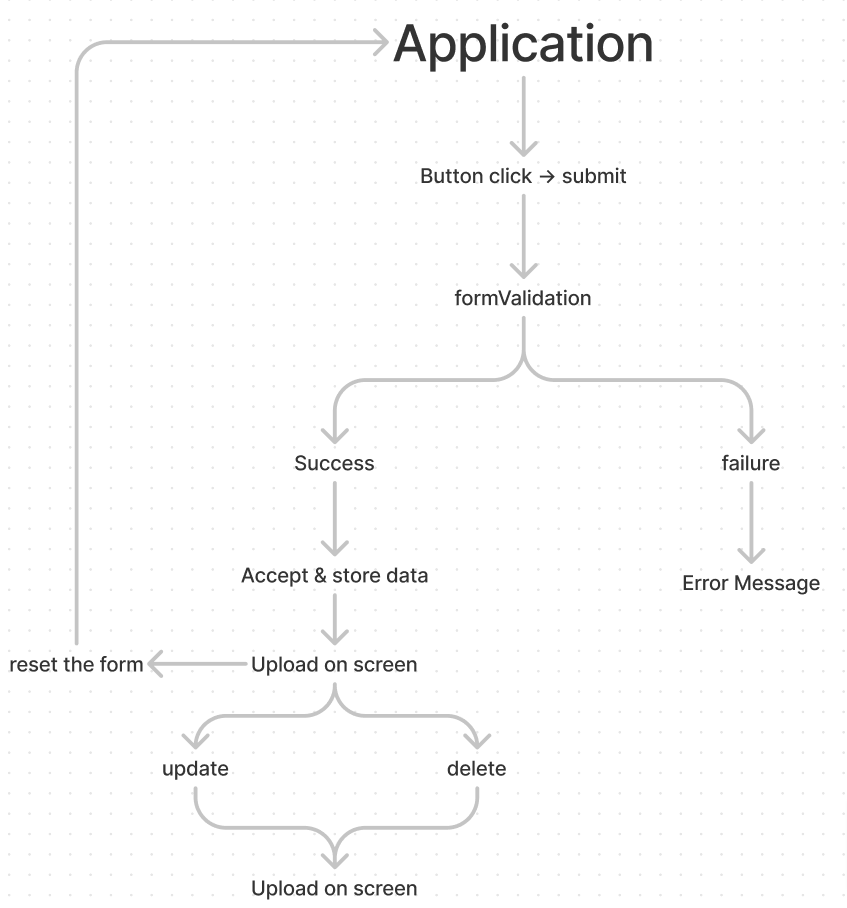 Application
Button click → submit
formValidation
Success
failure
Accept & store data
Error Message
reset the form
Upload on screen
update
delete
Upload on screen